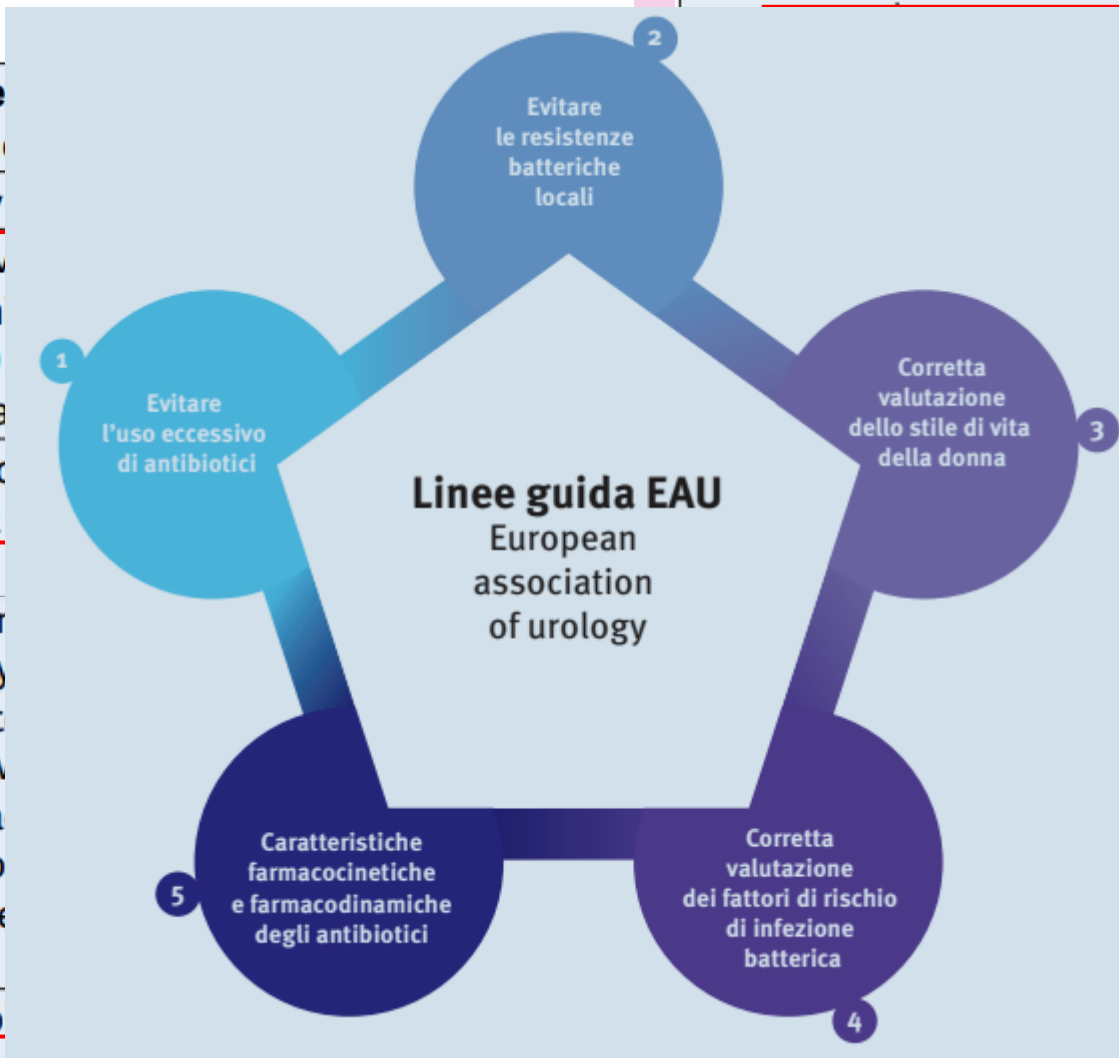 2
Evitare
le resistenze
batteriche
locali
1
Evitare
l'uso eccessivo
di antibiotici
Corretta
valutazione
dello stile di vita
della donna
3
Linee guida EAU
European
association
of urology
Caratteristiche
farmacocinetiche
e farmacodinamiche
degli antibiotici
5
Corretta
valutazione
dei fattori di rischio
di infezione
batterica
4